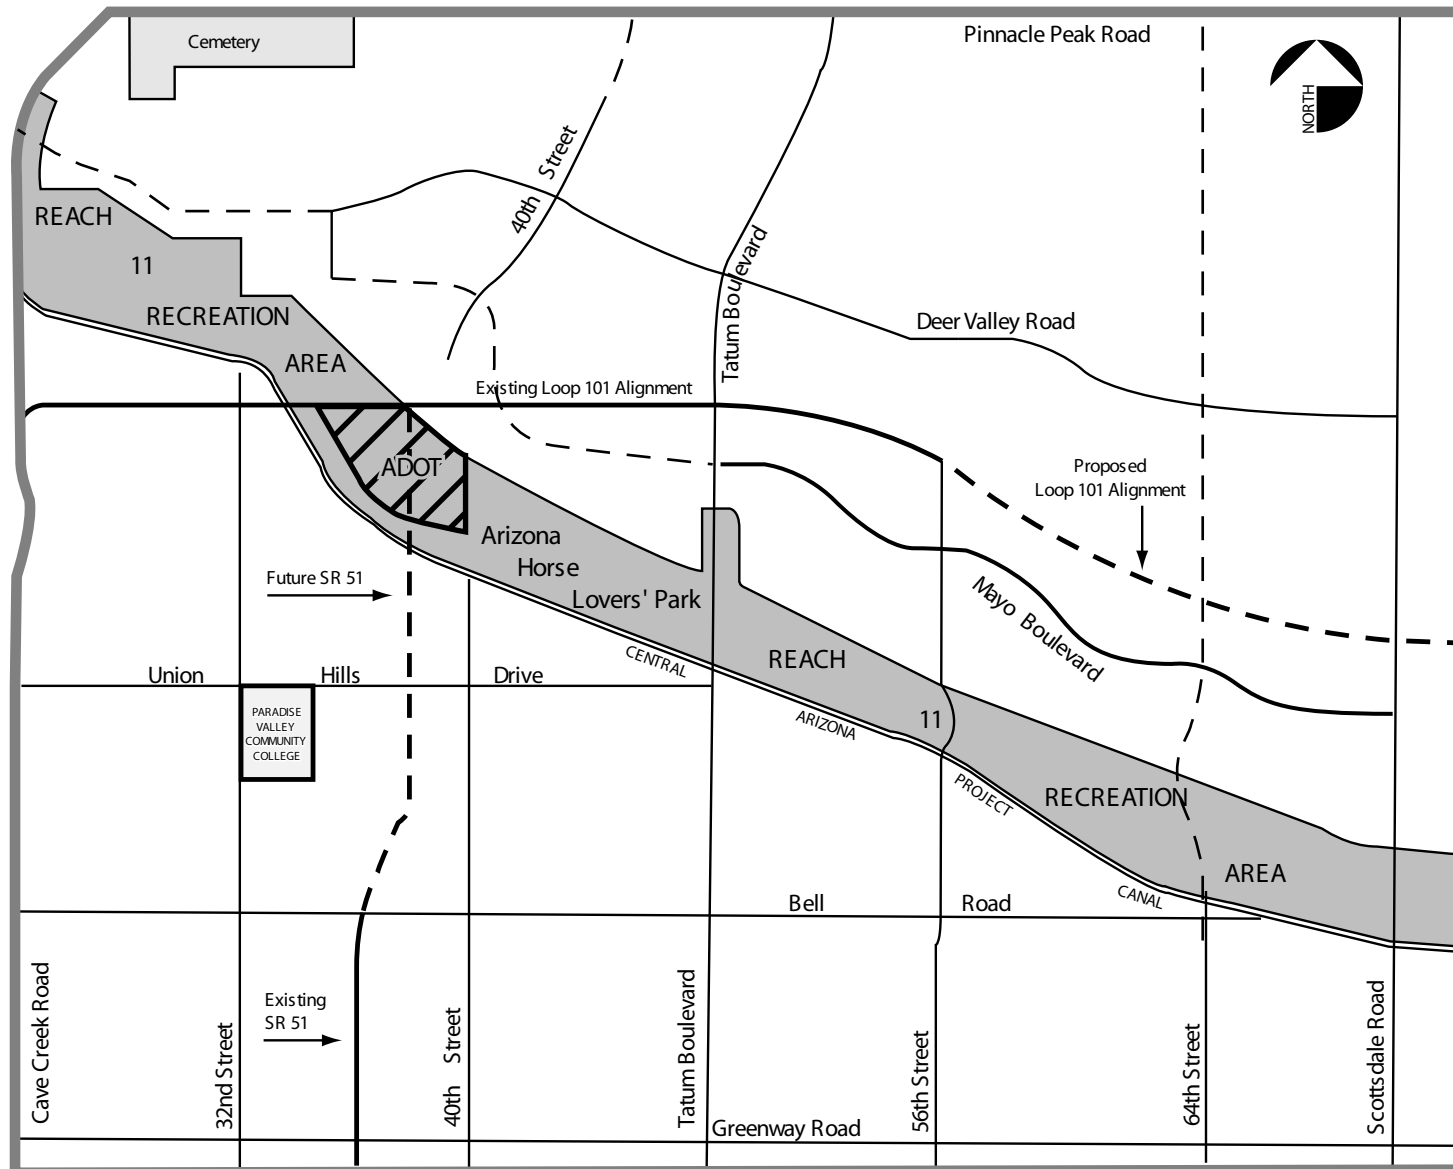 Cemetery
Pinnacle Peak Road
NORTH
40th Street
REACH
11
RECREATION
AREA
Tatum Boulevard
Deer Valley Road
Existing Loop 101 Alignment
ADOT
Proposed
Loop 101 Alignment
Arizona
Horse
Lovers' Park
Future SR 51
Mayo Boulevard
Union Hills Drive
CENTRAL
REACH
PARADISE
VALLEY
COMMUNITY
COLLEGE
ARIZONA
11
PROJECT
RECREATION
AREA
CANAL
Bell Road
Cave Creek Road
32nd Street
Existing
SR 51
40th Street
Tatum Boulevard
56th Street
64th Street
Scottsdale Road
Greenway Road